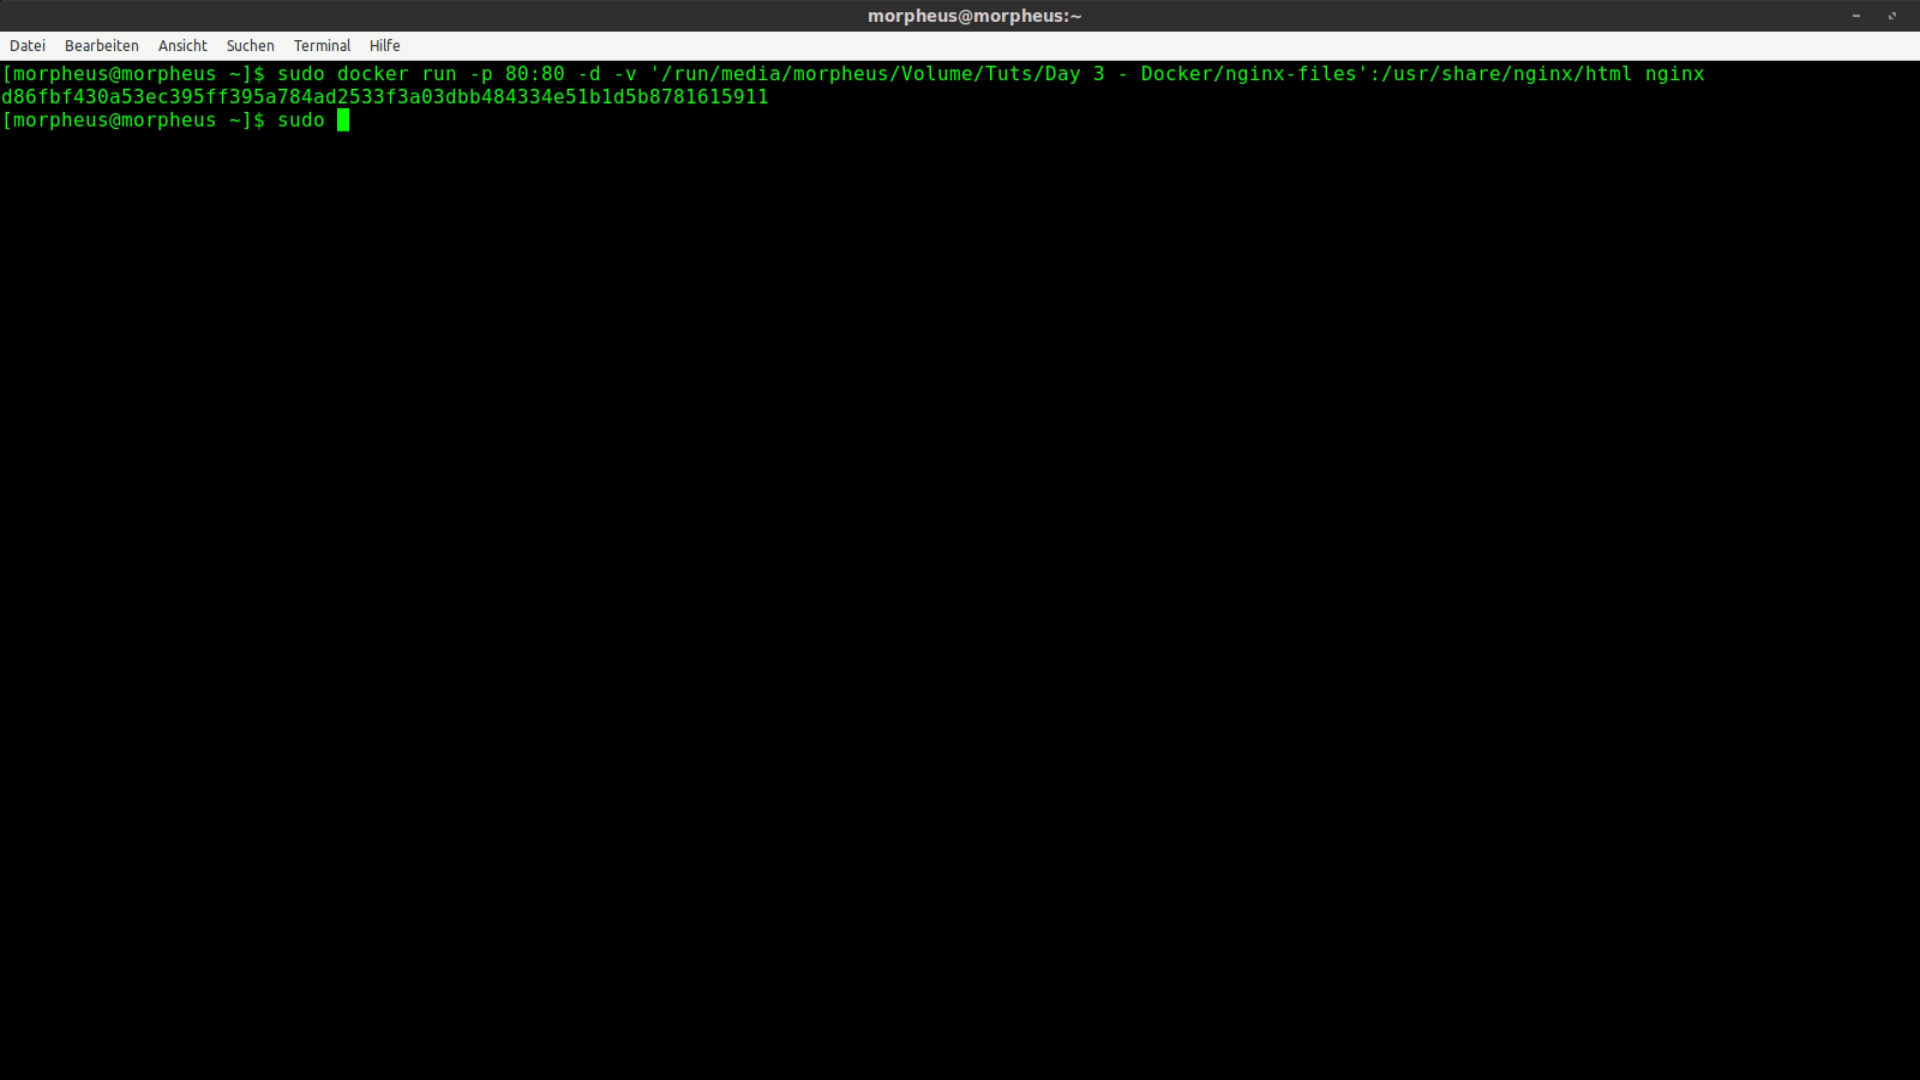 morpheus@morpheus:~
Datei Bearbeiten Ansicht Suchen Terminal Hilfe
[morpheus@morpheus ~]$ sudo docker run -p 80:80 -d -v '/run/media/morpheus/Volume/Tuts/Day 3 - Docker/nginx-files':/usr/share/nginx/html nginx
d86fbf430a53ec395ff395a784ad2533f3a03dbb484334e51b1d5b8781615911
[morpheus@morpheus ~]$ sudo